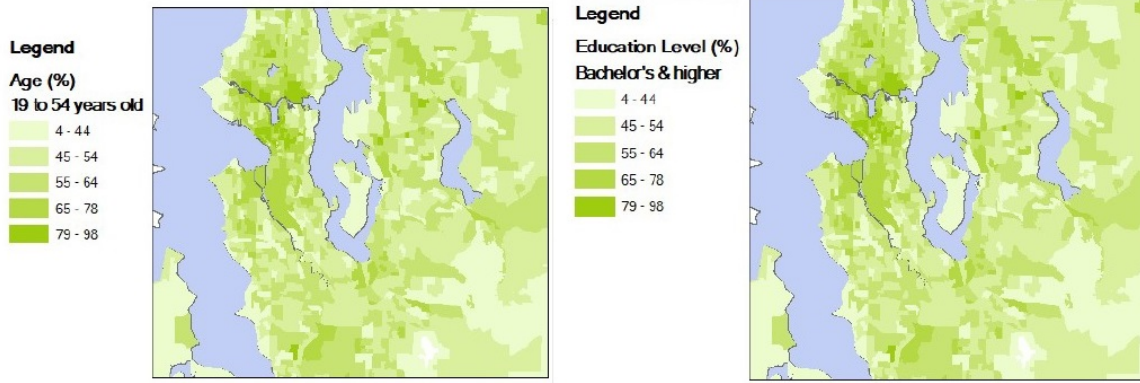 Legend
Age (%)
19 to 54 years old
4 - 44
45 - 54
55 - 64
65 - 78
79 - 98
Legend
Education Level (%)
Bachelor's & higher
4 - 44
45 - 54
55 - 64
65 - 78
79 - 98